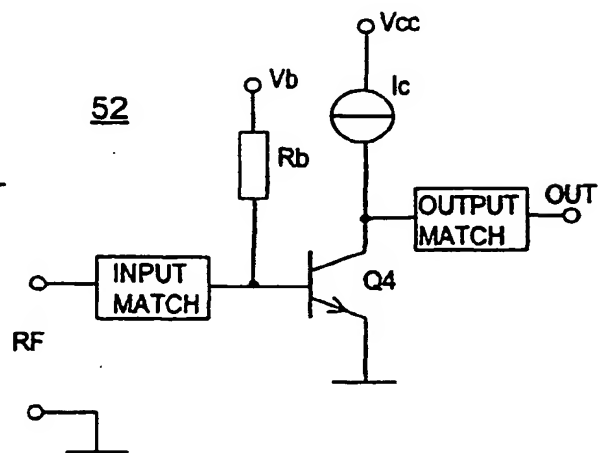 Vcc
Vb
Ic
52
Rb
OUTPUT
MATCH
OUT
INPUT
MATCH
Q4
RF